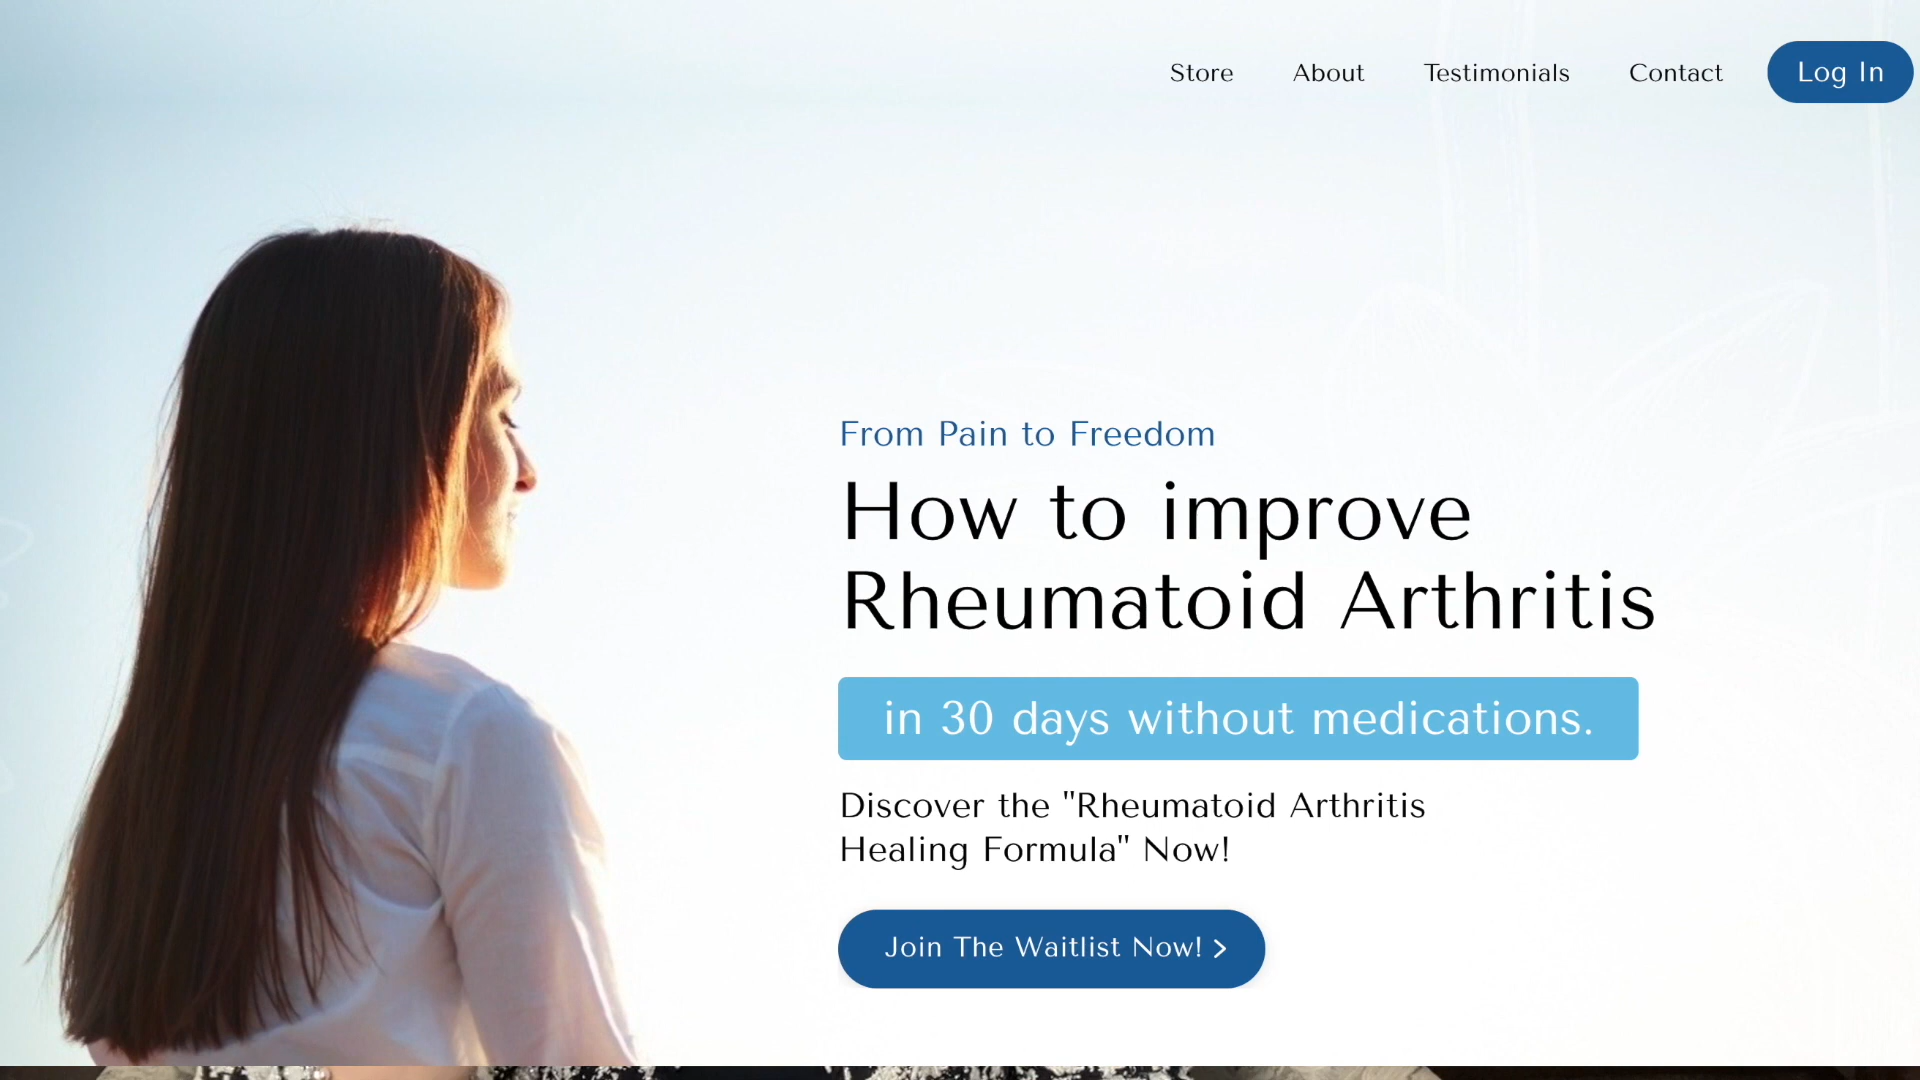 Store
About
Testimonials
Contact
Log In
From Pain to Freedom
How to improve
Rheumatoid Arthritis
in 30 days without medications.
Discover the "Rheumatoid Arthritis
Healing Formula" Now!
Join The Waitlist Now! >